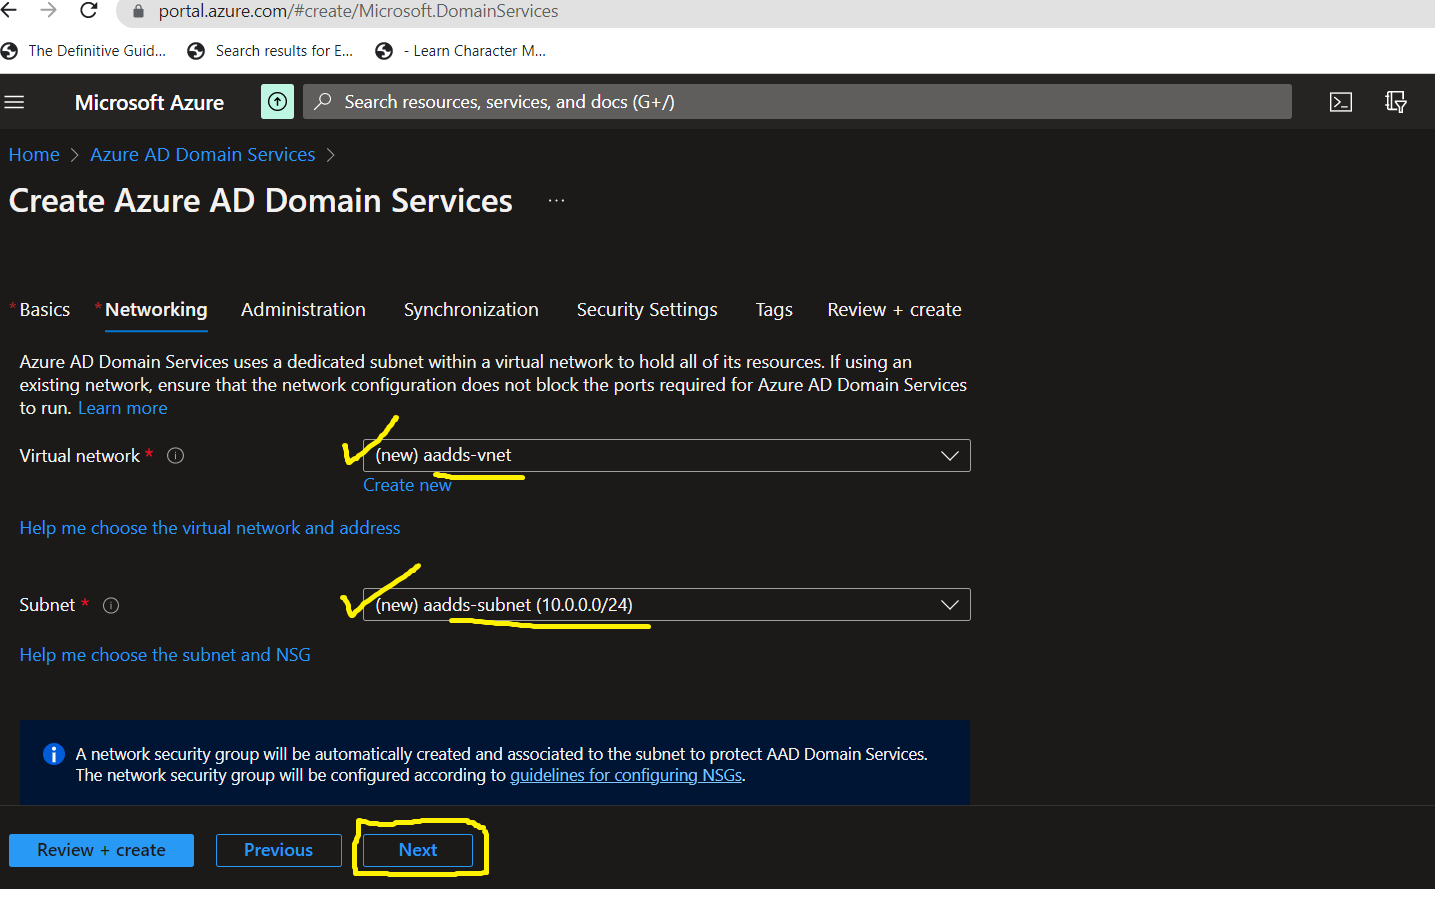 portal.azure.com/#create/Microsoft.DomainServices
The Definitive Guid... Search results for E... - Learn Character M...
Microsoft Azure Search resources, services, and docs (G+/)
Home > Azure AD Domain Services >
Create Azure AD Domain Services ...
* Basics * Networking Administration Synchronization Security Settings Tags Review + create
Azure AD Domain Services uses a dedicated subnet within a virtual network to hold all of its resources. If using an
existing network, ensure that the network configuration does not block the ports required for Azure AD Domain Services
to run. Learn more
Virtual network * (new) aadds-vnet
Create new
Help me choose the virtual network and address
Subnet * (new) aadds-subnet (10.0.0.0/24)
Help me choose the subnet and NSG
A network security group will be automatically created and associated to the subnet to protect AAD Domain Services.
The network security group will be configured according to guidelines for configuring NSGs.
Review + create Previous Next